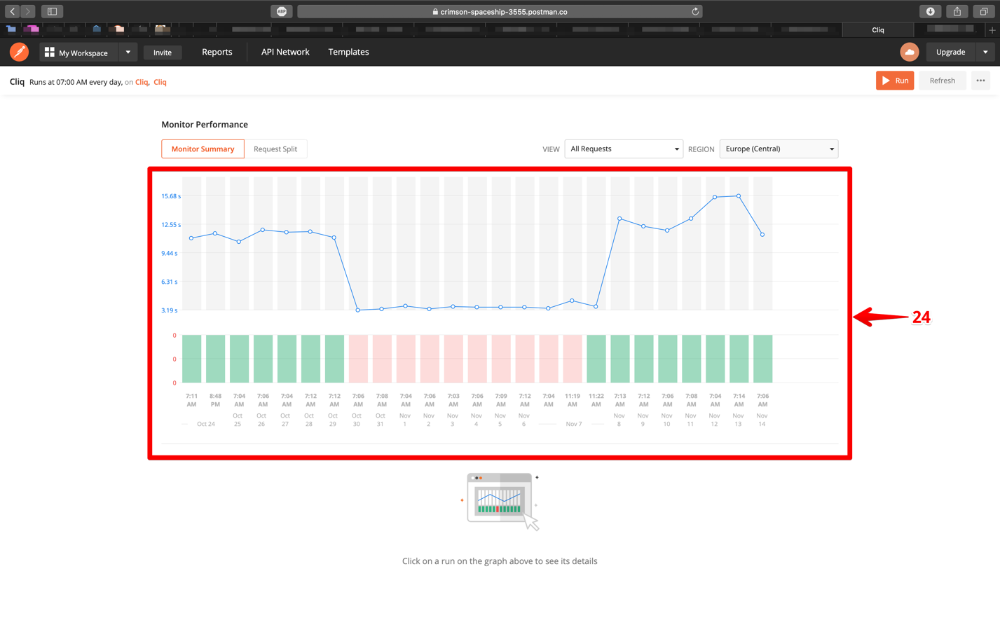 ABP
crimson-spaceship-3555.postman.co
Cliq
My Workspace
Invite
Reports
API Network
Templates
Upgrade
Cliq Runs at 07:00 AM every day, on Cliq, Cliq
Run
Refresh
Monitor Performance
Monitor Summary
Request Split
VIEW
All Requests
REGION
Europe (Central)
15.68 s
12.55 s
9.44 s
6.31 s
3.19 s
24
0
0
0
7:11 8:48 7:04 7:06 7:04 7:12 7:12 7:06 7:08 7:04 7:06 7:03 7:06 7:09 7:12 7:04 11:19 11:22 7:13 7:12 7:06 7:08 7:04 7:14 7:06
AM PM AM AM AM AM AM AM AM AM AM AM AM AM AM AM AM AM AM AM AM AM AM AM AM
Oct Oct Oct Oct Oct Oct Oct Nov Nov Nov Nov Nov Nov Nov Nov Nov Nov Nov Nov Nov
Oct 24 25 26 27 28 29 30 31 1 2 3 4 5 6 Nov 7 8 9 10 11 12 13 14
Click on a run on the graph above to see its details